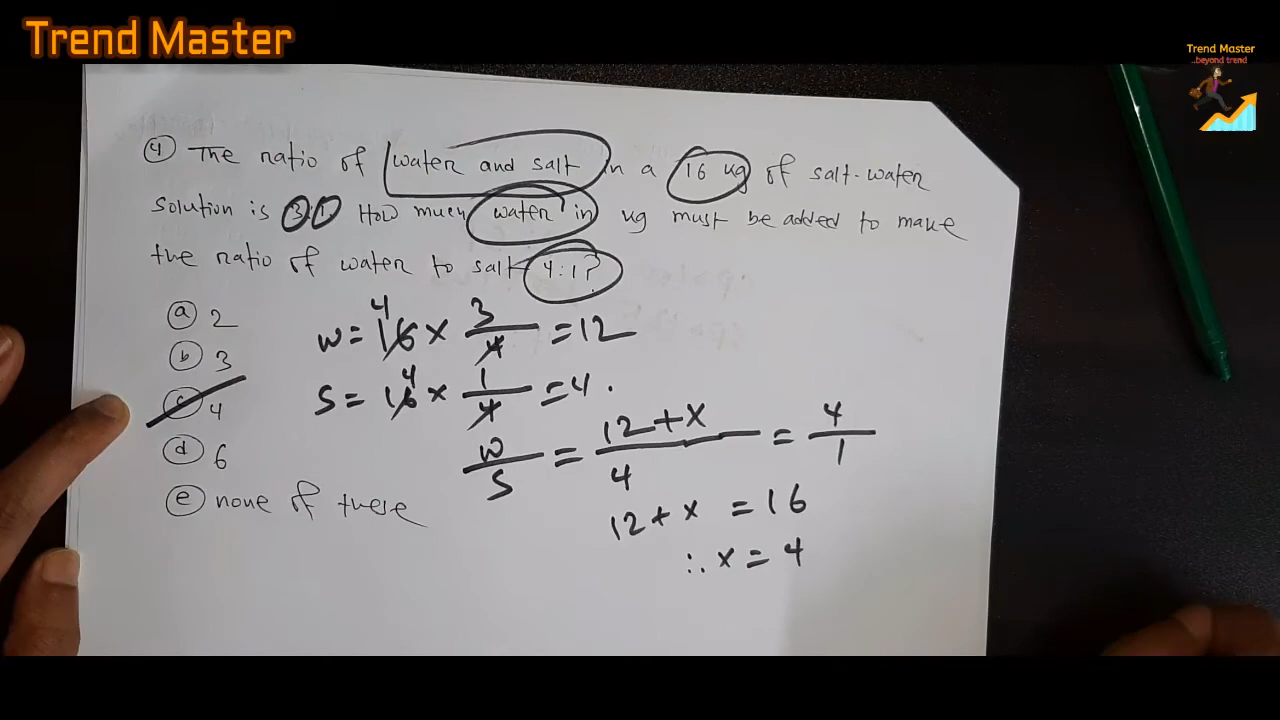 Trend Master
Trend Master
..beyond trend
④ The ratio of water and salt in a 16 kg of salt-water
solution is 3:1 How much water in kg must be added to make
the ratio of water to salt 4:1?
ⓐ 2
ⓑ 3
ⓒ 4
ⓓ 6
ⓔ none of these
W = 16 × 3/4 = 12
4
S = 16 × 1/4 = 4 .
4
W/S = 12+x/4 = 4/1
12 + x = 16
∴ x = 4